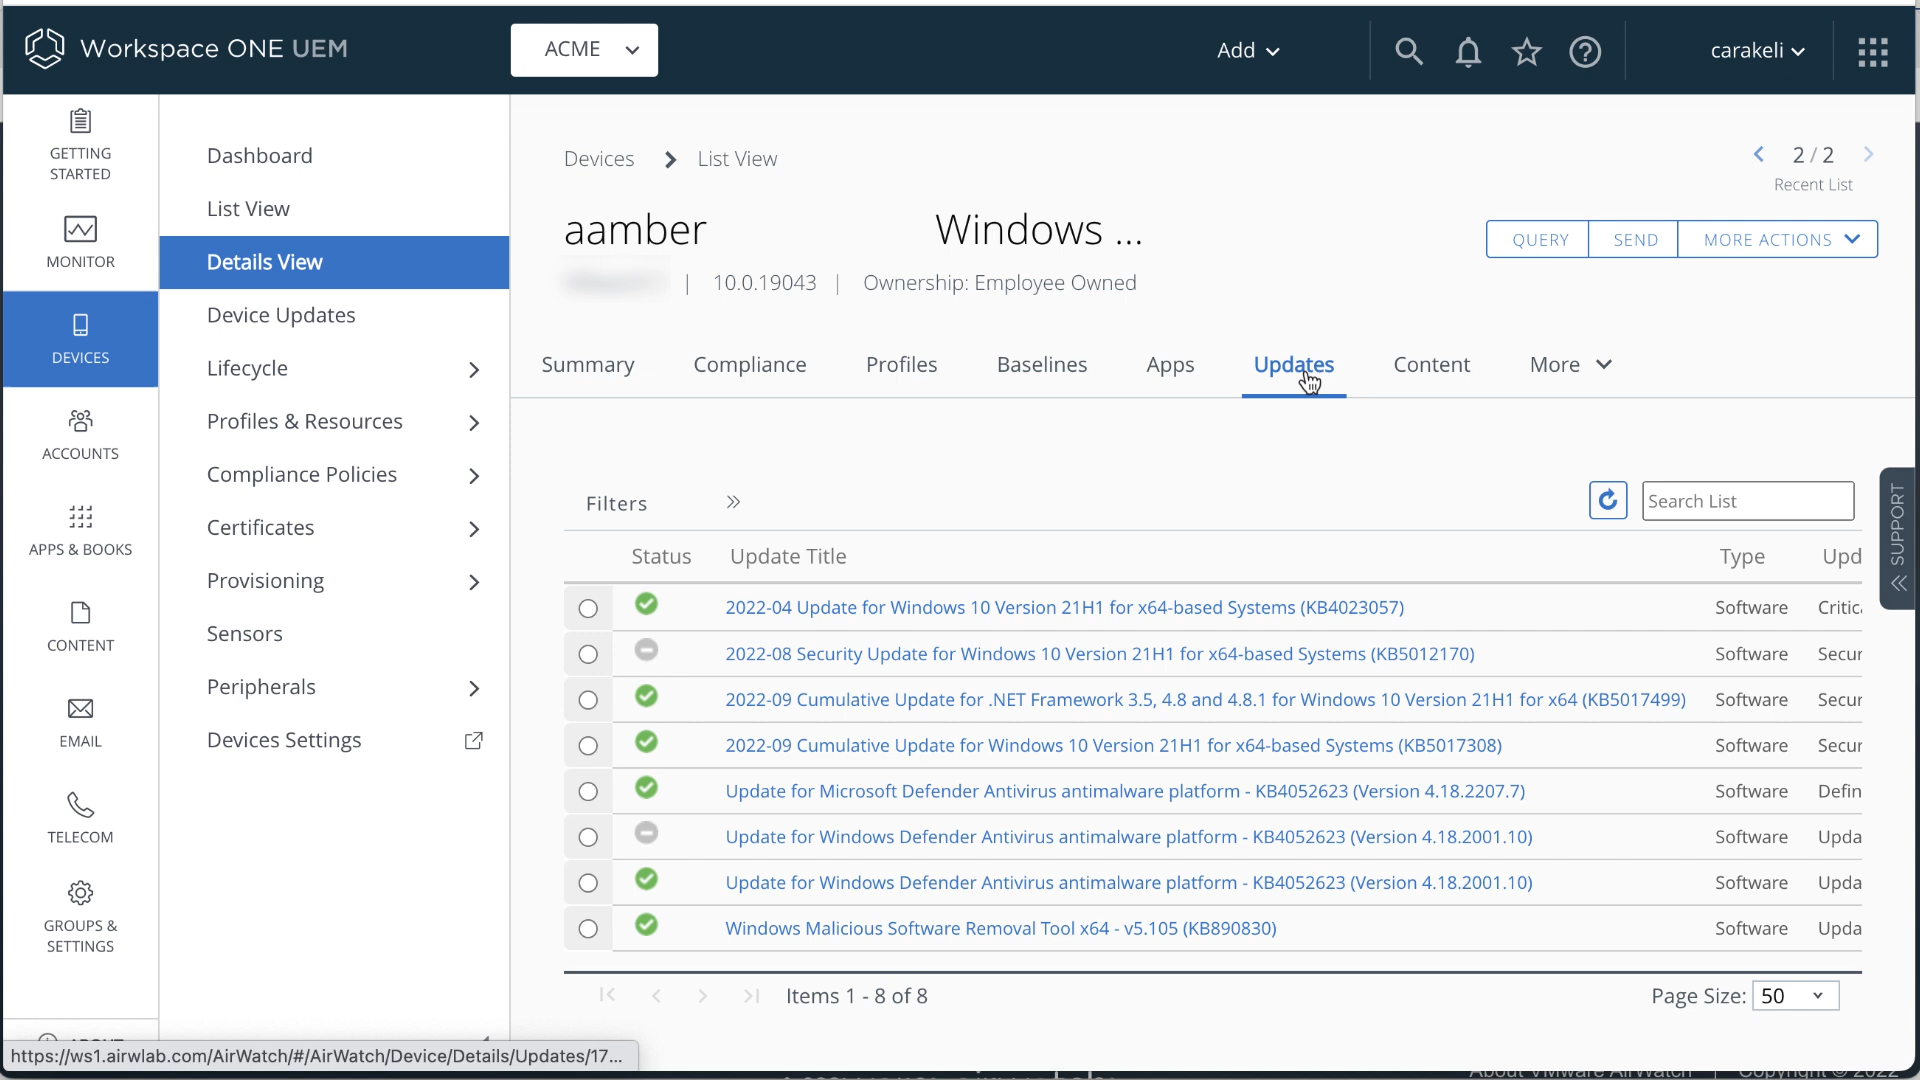 Workspace ONE UEM
ACME
Add
carakeli
GETTING
STARTED
MONITOR
DEVICES
ACCOUNTS
APPS & BOOKS
CONTENT
EMAIL
TELECOM
GROUPS &
SETTINGS
Dashboard
List View
Details View
Device Updates
Lifecycle
Profiles & Resources
Compliance Policies
Certificates
Provisioning
Sensors
Peripherals
Devices Settings
Devices > List View
2 / 2
Recent List
aamber Windows ...
| 10.0.19043 | Ownership: Employee Owned
QUERY SEND MORE ACTIONS
Summary Compliance Profiles Baselines Apps Updates Content More
Filters »
Search List
SUPPORT
Status Update Title Type Upd
2022-04 Update for Windows 10 Version 21H1 for x64-based Systems (KB4023057) Software Critic
2022-08 Security Update for Windows 10 Version 21H1 for x64-based Systems (KB5012170) Software Secur
2022-09 Cumulative Update for .NET Framework 3.5, 4.8 and 4.8.1 for Windows 10 Version 21H1 for x64 (KB5017499) Software Secur
2022-09 Cumulative Update for Windows 10 Version 21H1 for x64-based Systems (KB5017308) Software Secur
Update for Microsoft Defender Antivirus antimalware platform - KB4052623 (Version 4.18.2207.7) Software Defin
Update for Windows Defender Antivirus antimalware platform - KB4052623 (Version 4.18.2001.10) Software Upda
Update for Windows Defender Antivirus antimalware platform - KB4052623 (Version 4.18.2001.10) Software Upda
Windows Malicious Software Removal Tool x64 - v5.105 (KB890830) Software Upda
Items 1 - 8 of 8
Page Size: 50
https://ws1.airwlab.com/AirWatch/#/AirWatch/Device/Details/Updates/17...
About VMware AirWatch | Copyright © 2022